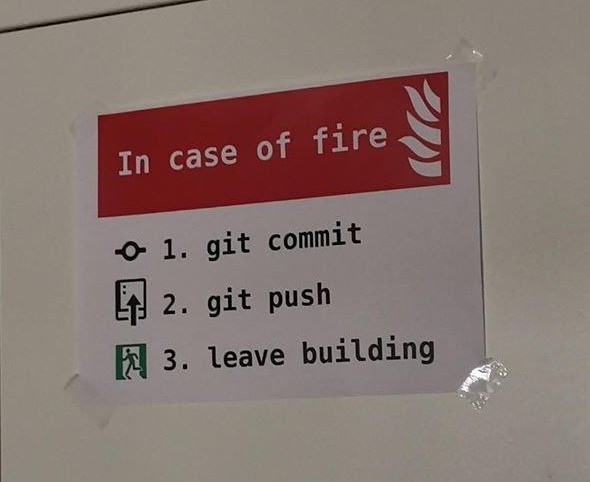 In case of fire
1. git commit
2. git push
3. leave building